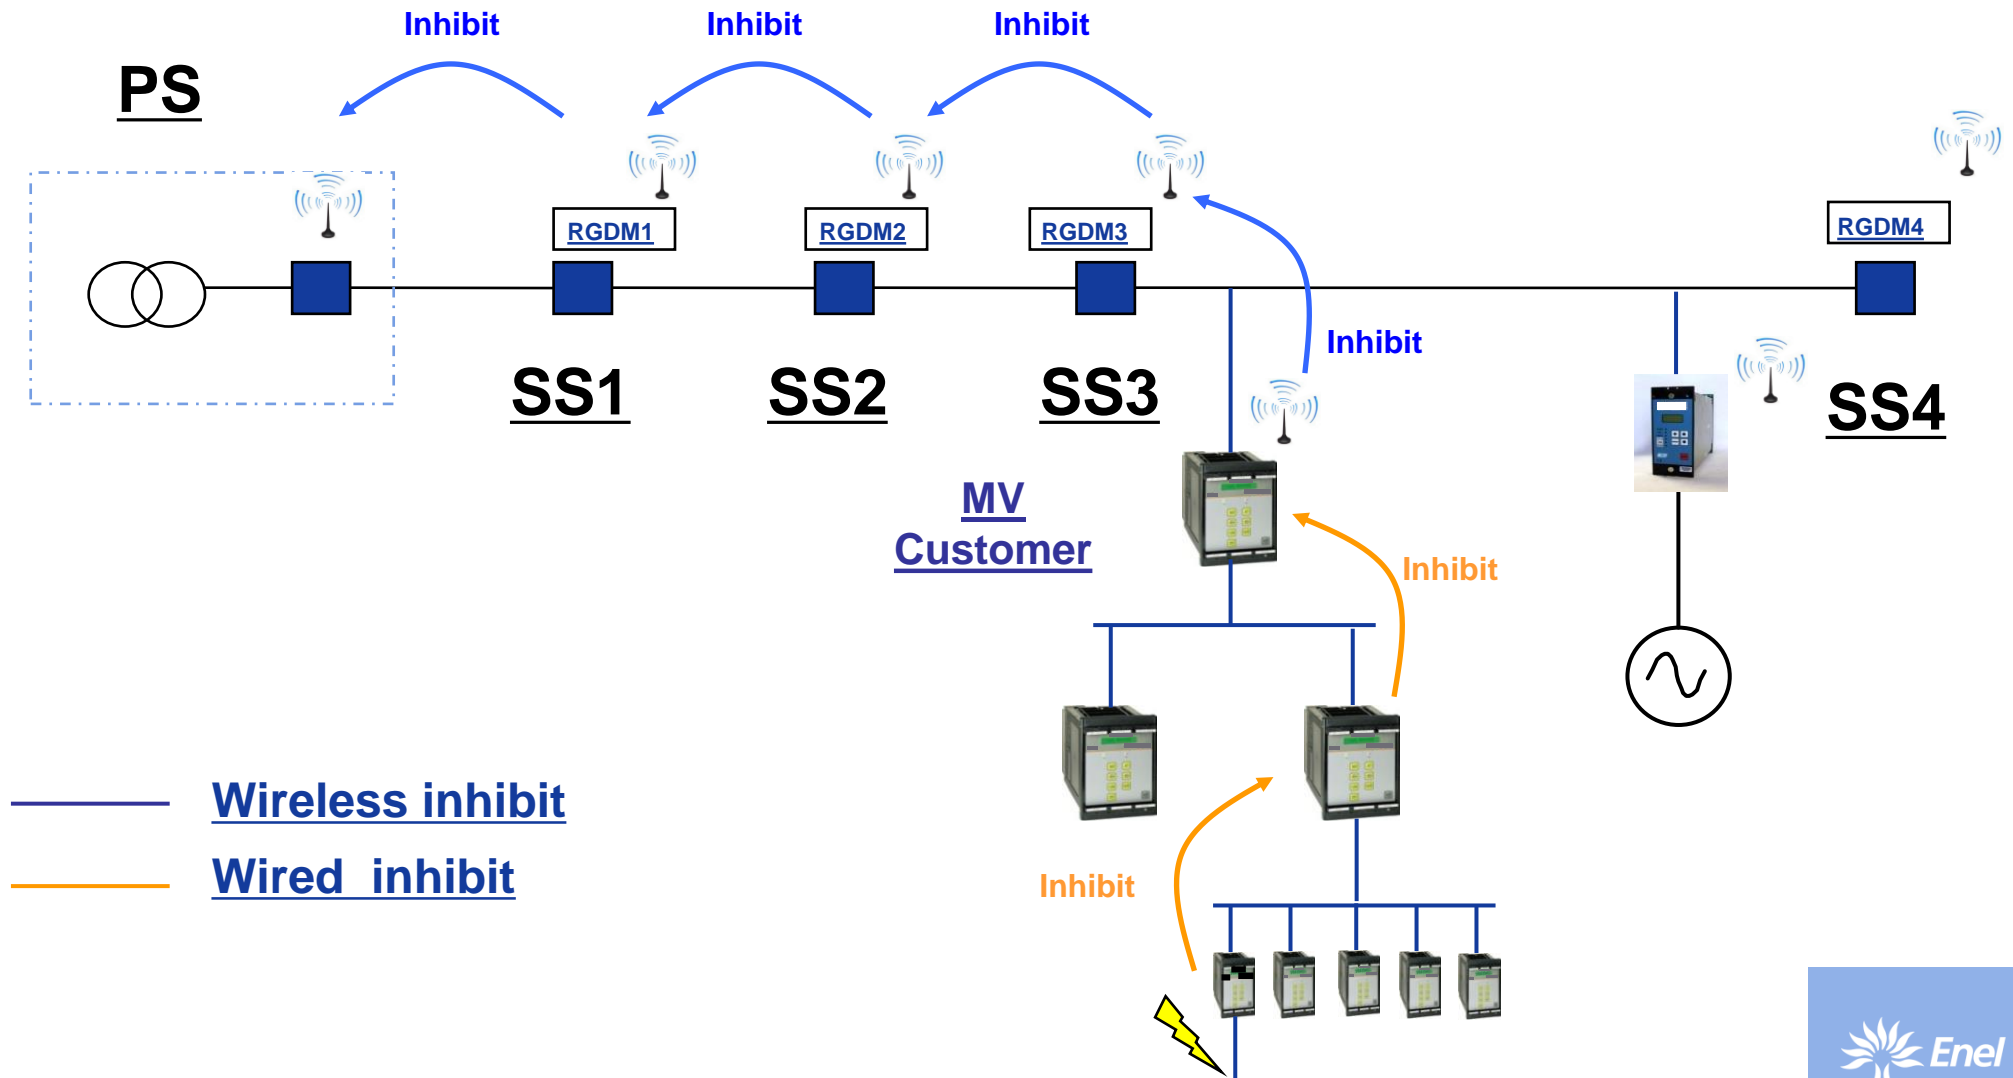 Inhibit Inhibit Inhibit
PS
RGDM1 RGDM2 RGDM3 RGDM4
Inhibit
SS1 SS2 SS3 SS4
MV
Customer
Inhibit
Wireless inhibit
Wired inhibit
Inhibit
Enel